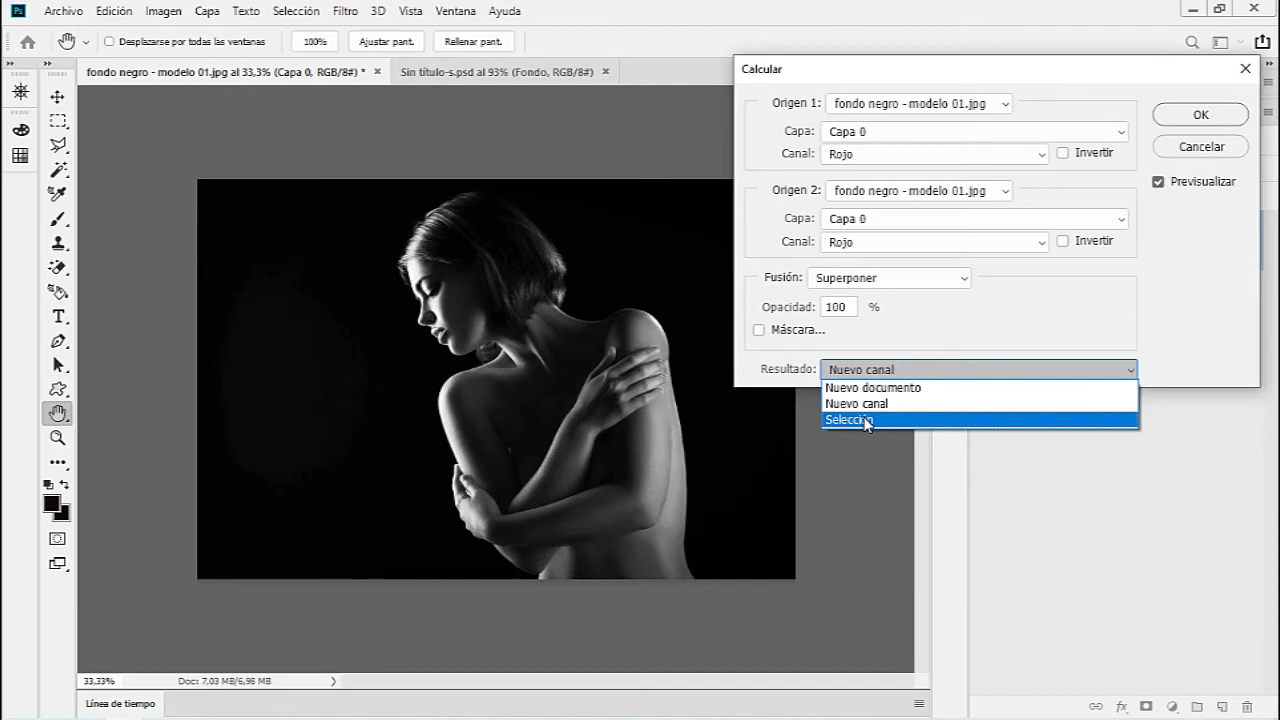 Ps Archivo Edición Imagen Capa Texto Selección Filtro 3D Vista Ventana Ayuda
Desplazarse por todas las ventanas 100% Ajustar pant. Rellenar pant.
fondo negro - modelo 01.jpg al 33,3% (Capa 0, RGB/8#) * × Sin título-s.psd al 93% (Fondo, RGB/8#) ×
Calcular
Origen 1: fondo negro - modelo 01.jpg
OK
Capa: Capa 0
Cancelar
Canal: Rojo Invertir
Previsualizar
Origen 2: fondo negro - modelo 01.jpg
Capa: Capa 0
Canal: Rojo Invertir
Fusión: Superponer
Opacidad: 100 %
Máscara...
Resultado: Nuevo canal
Nuevo documento
Nuevo canal
Selección
33,33% Doc: 7,03 MB/6,98 MB
Línea de tiempo
fx